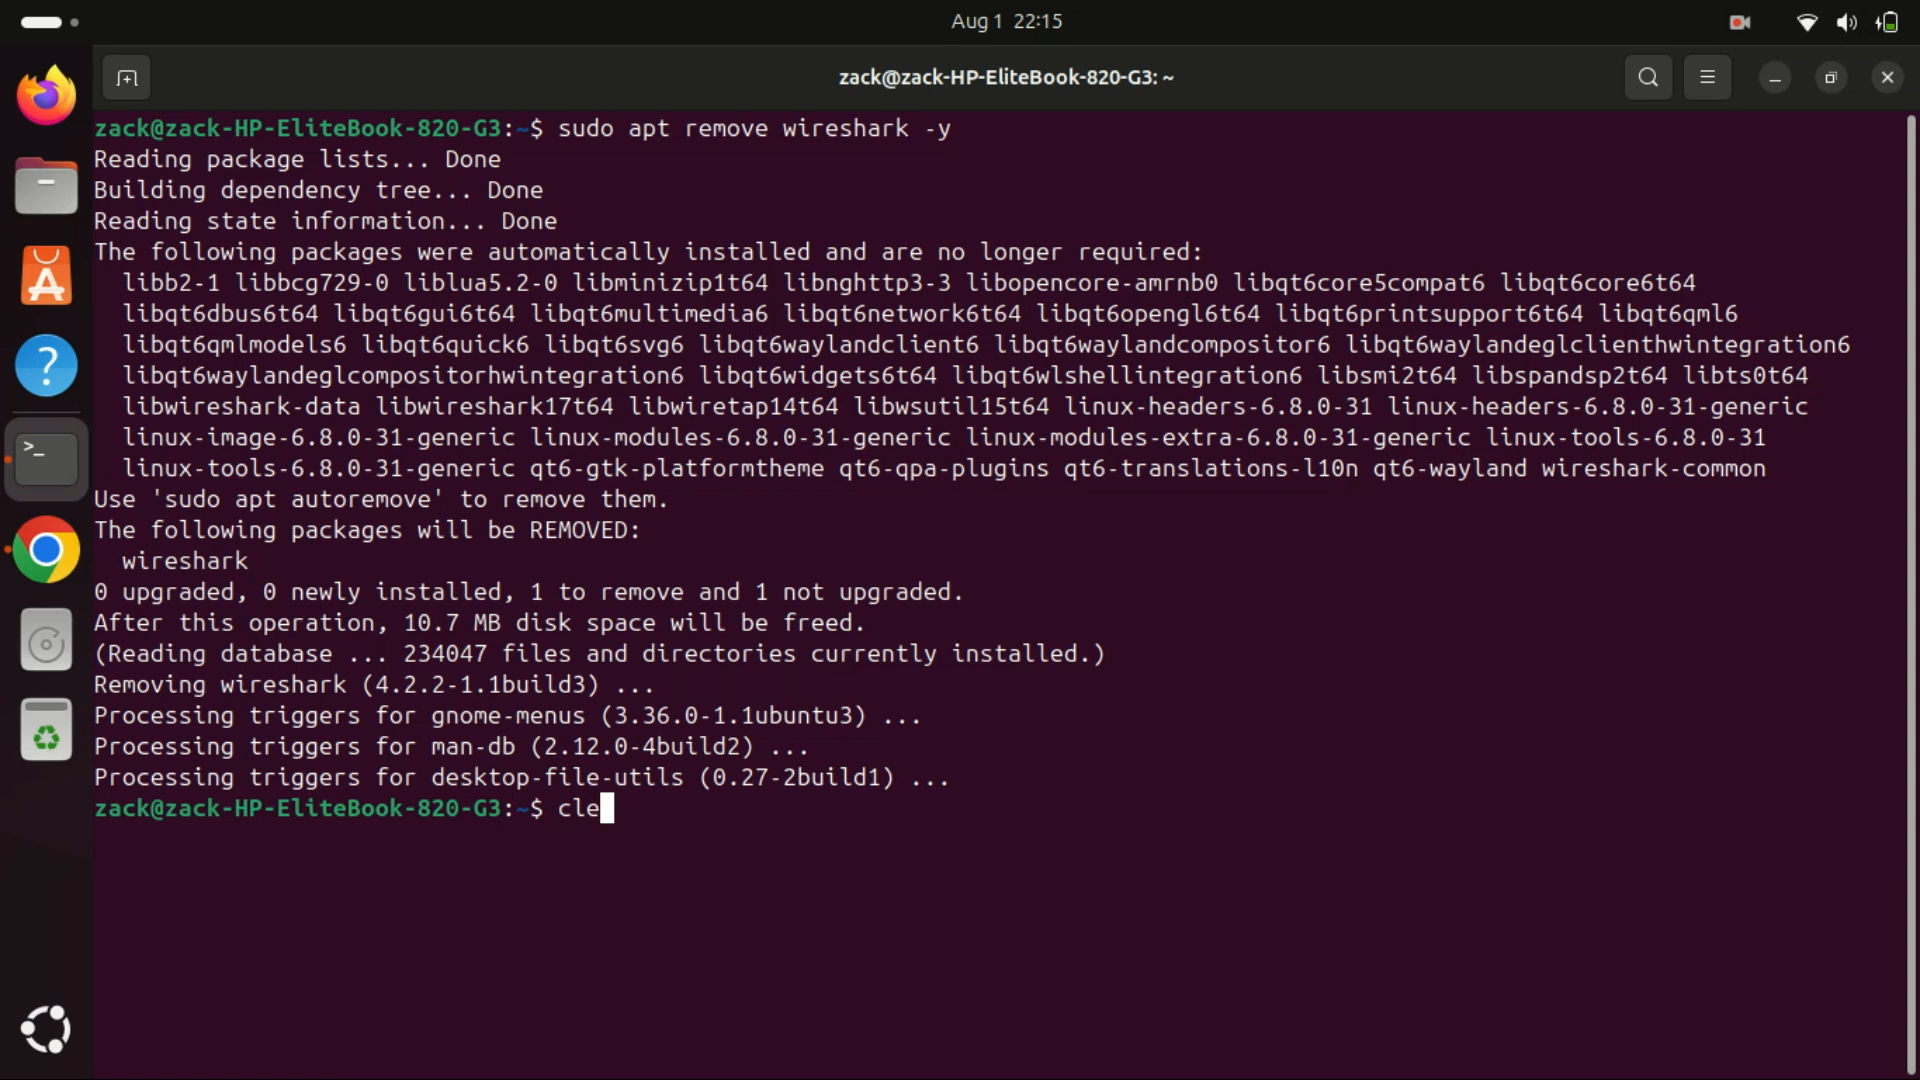 Aug 1 22:15
zack@zack-HP-EliteBook-820-G3: ~
zack@zack-HP-EliteBook-820-G3:~$ sudo apt remove wireshark -y
Reading package lists... Done
Building dependency tree... Done
Reading state information... Done
The following packages were automatically installed and are no longer required:
  libb2-1 libbcg729-0 liblua5.2-0 libminizip1t64 libnghttp3-3 libopencore-amrnb0 libqt6core5compat6 libqt6core6t64
  libqt6dbus6t64 libqt6gui6t64 libqt6multimedia6 libqt6network6t64 libqt6opengl6t64 libqt6printsupport6t64 libqt6qml6
  libqt6qmlmodels6 libqt6quick6 libqt6svg6 libqt6waylandclient6 libqt6waylandcompositor6 libqt6waylandeglclienthwintegration6
  libqt6waylandeglcompositorhwintegration6 libqt6widgets6t64 libqt6wlshellintegration6 libsmi2t64 libspandsp2t64 libts0t64
  libwireshark-data libwireshark17t64 libwiretap14t64 libwsutil15t64 linux-headers-6.8.0-31 linux-headers-6.8.0-31-generic
  linux-image-6.8.0-31-generic linux-modules-6.8.0-31-generic linux-modules-extra-6.8.0-31-generic linux-tools-6.8.0-31
  linux-tools-6.8.0-31-generic qt6-gtk-platformtheme qt6-qpa-plugins qt6-translations-l10n qt6-wayland wireshark-common
Use 'sudo apt autoremove' to remove them.
The following packages will be REMOVED:
  wireshark
0 upgraded, 0 newly installed, 1 to remove and 1 not upgraded.
After this operation, 10.7 MB disk space will be freed.
(Reading database ... 234047 files and directories currently installed.)
Removing wireshark (4.2.2-1.1build3) ...
Processing triggers for gnome-menus (3.36.0-1.1ubuntu3) ...
Processing triggers for man-db (2.12.0-4build2) ...
Processing triggers for desktop-file-utils (0.27-2build1) ...
zack@zack-HP-EliteBook-820-G3:~$ cle